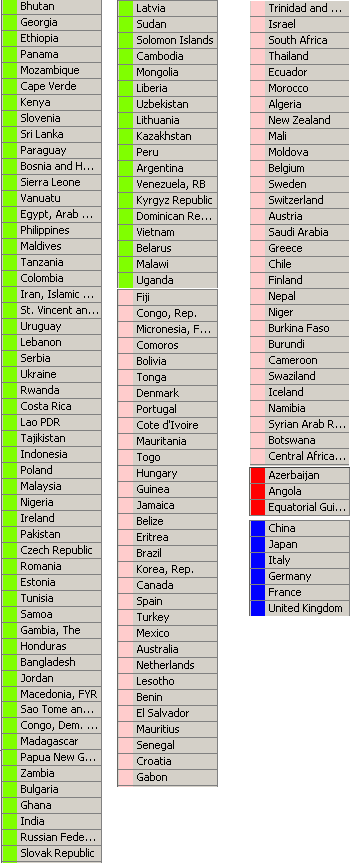 Bhutan
Georgia
Ethiopia
Panama
Mozambique
Cape Verde
Kenya
Slovenia
Sri Lanka
Paraguay
Bosnia and H...
Sierra Leone
Vanuatu
Egypt, Arab ...
Philippines
Maldives
Tanzania
Colombia
Iran, Islamic ...
St. Vincent an...
Uruguay
Lebanon
Serbia
Ukraine
Rwanda
Costa Rica
Lao PDR
Tajikistan
Indonesia
Poland
Malaysia
Nigeria
Ireland
Pakistan
Czech Republic
Romania
Estonia
Tunisia
Samoa
Gambia, The
Honduras
Bangladesh
Jordan
Macedonia, FYR
Sao Tome an...
Congo, Dem. ...
Madagascar
Papua New G...
Zambia
Bulgaria
Ghana
India
Russian Fede...
Slovak Republic
Latvia
Sudan
Solomon Islands
Cambodia
Mongolia
Liberia
Uzbekistan
Lithuania
Kazakhstan
Peru
Argentina
Venezuela, RB
Kyrgyz Republic
Dominican Re...
Vietnam
Belarus
Malawi
Uganda
Fiji
Congo, Rep.
Micronesia, F...
Comoros
Bolivia
Tonga
Denmark
Portugal
Cote d'Ivoire
Mauritania
Togo
Hungary
Guinea
Jamaica
Belize
Eritrea
Brazil
Korea, Rep.
Canada
Spain
Turkey
Mexico
Australia
Netherlands
Lesotho
Benin
El Salvador
Mauritius
Senegal
Croatia
Gabon
Trinidad and ...
Israel
South Africa
Thailand
Ecuador
Morocco
Algeria
New Zealand
Mali
Moldova
Belgium
Sweden
Switzerland
Austria
Saudi Arabia
Greece
Chile
Finland
Nepal
Niger
Burkina Faso
Burundi
Cameroon
Swaziland
Iceland
Namibia
Syrian Arab R...
Botswana
Central Africa...
Azerbaijan
Angola
Equatorial Gui...
China
Japan
Italy
Germany
France
United Kingdom